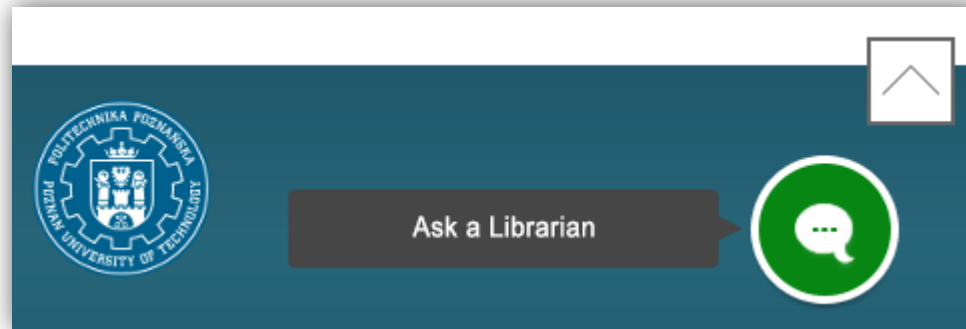 POLITECHNIKA POZNAŃSKA
POZNAN UNIVERSITY OF TECHNOLOGY
Ask a Librarian